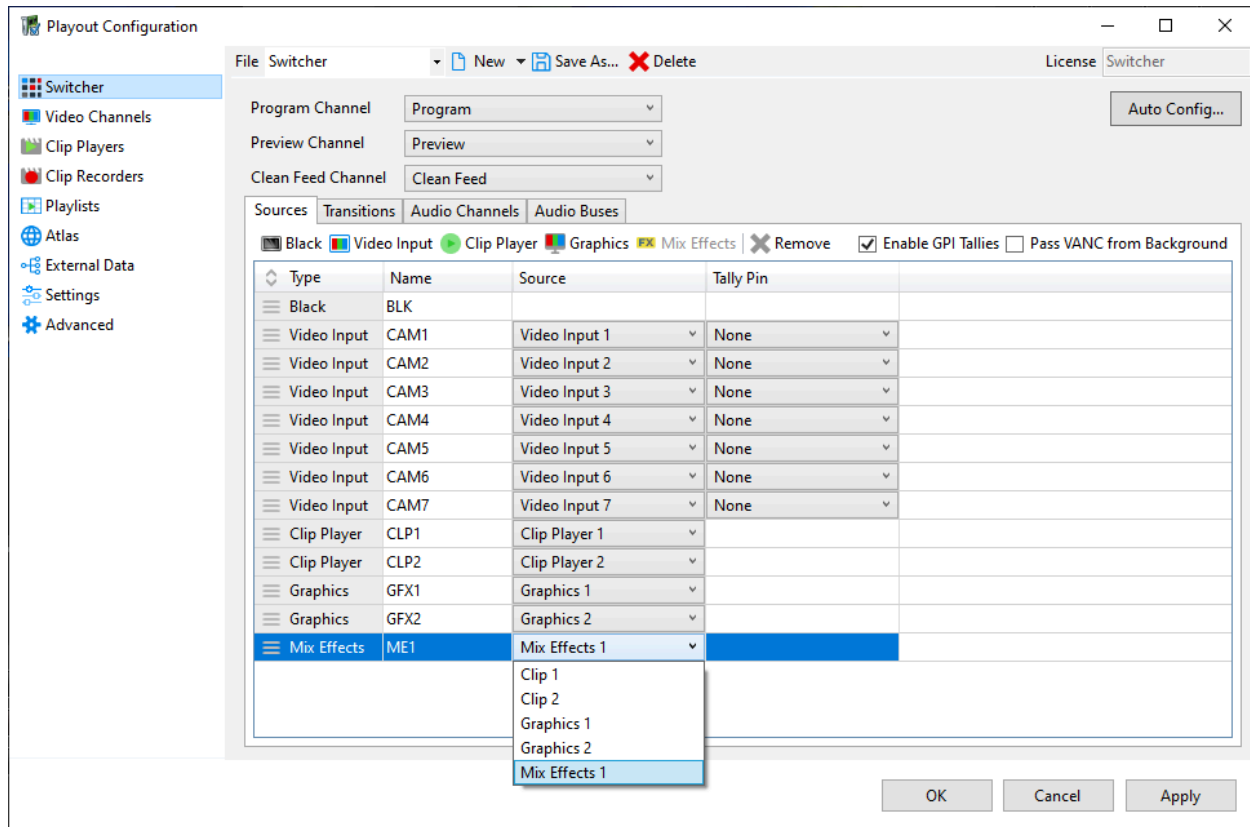 Playout Configuration
File Switcher New Save As... Delete License Switcher
Switcher
Video Channels
Clip Players
Clip Recorders
Playlists
Atlas
External Data
Settings
Advanced
Program Channel Program Auto Config...
Preview Channel Preview
Clean Feed Channel Clean Feed
Sources Transitions Audio Channels Audio Buses
Black Video Input Clip Player Graphics FX Mix Effects Remove Enable GPI Tallies Pass VANC from Background
Type Name Source Tally Pin
Black BLK
Video Input CAM1 Video Input 1 None
Video Input CAM2 Video Input 2 None
Video Input CAM3 Video Input 3 None
Video Input CAM4 Video Input 4 None
Video Input CAM5 Video Input 5 None
Video Input CAM6 Video Input 6 None
Video Input CAM7 Video Input 7 None
Clip Player CLP1 Clip Player 1
Clip Player CLP2 Clip Player 2
Graphics GFX1 Graphics 1
Graphics GFX2 Graphics 2
Mix Effects ME1 Mix Effects 1
Clip 1
Clip 2
Graphics 1
Graphics 2
Mix Effects 1
OK Cancel Apply